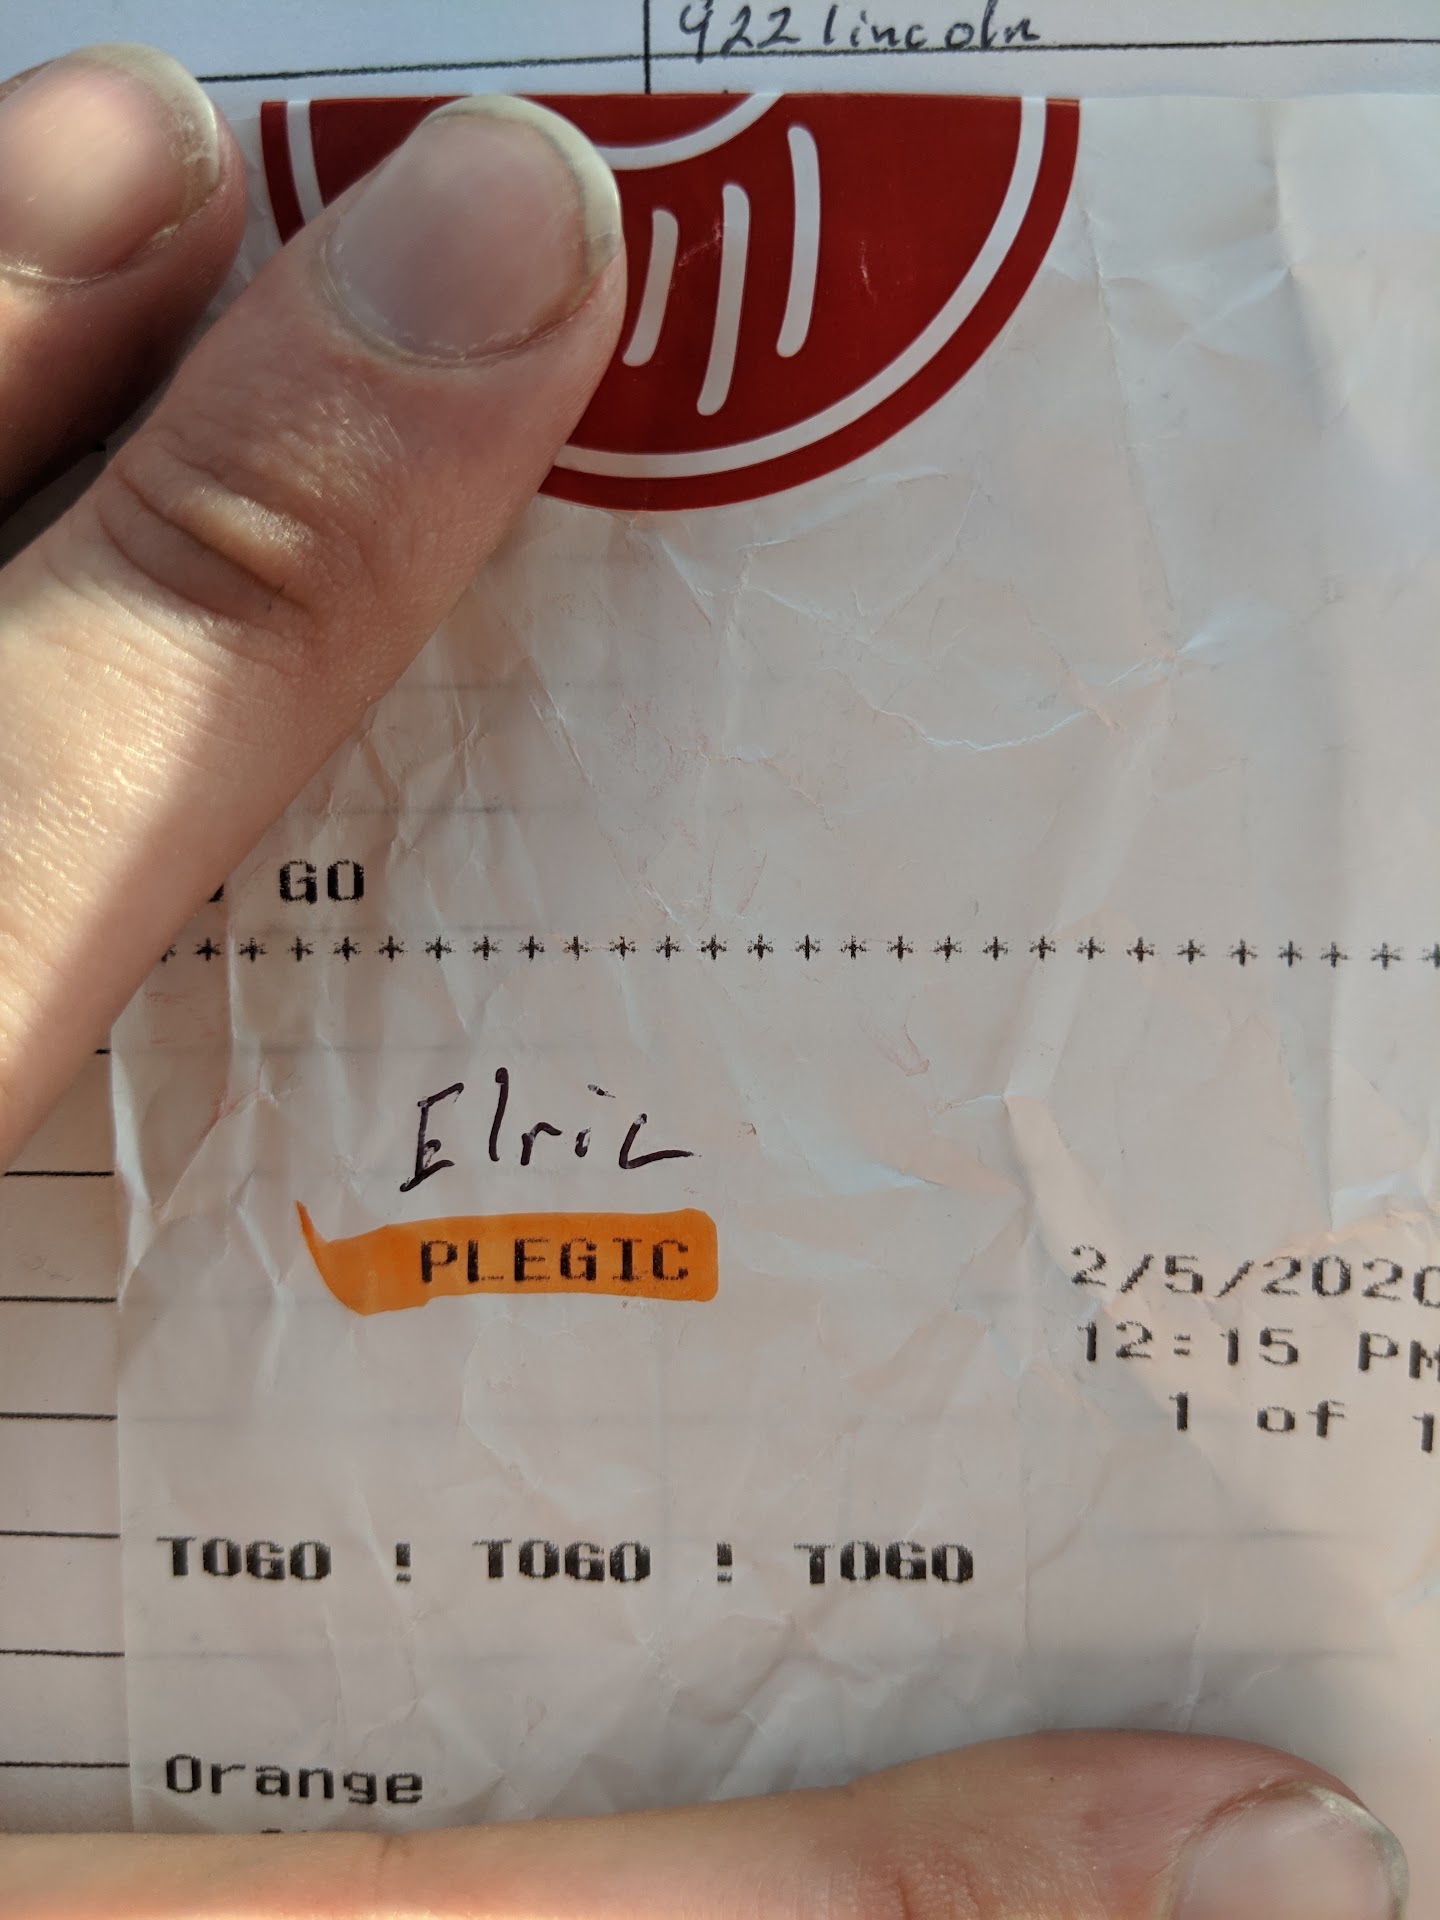 922 lincoln
GO
* * * * * * * * * * * * * * * * * * * * * * * * * * * *
Elric
PLEGIC
2/5/2020
12:15 PM
1 of 1
TOGO ! TOGO ! TOGO
Orange